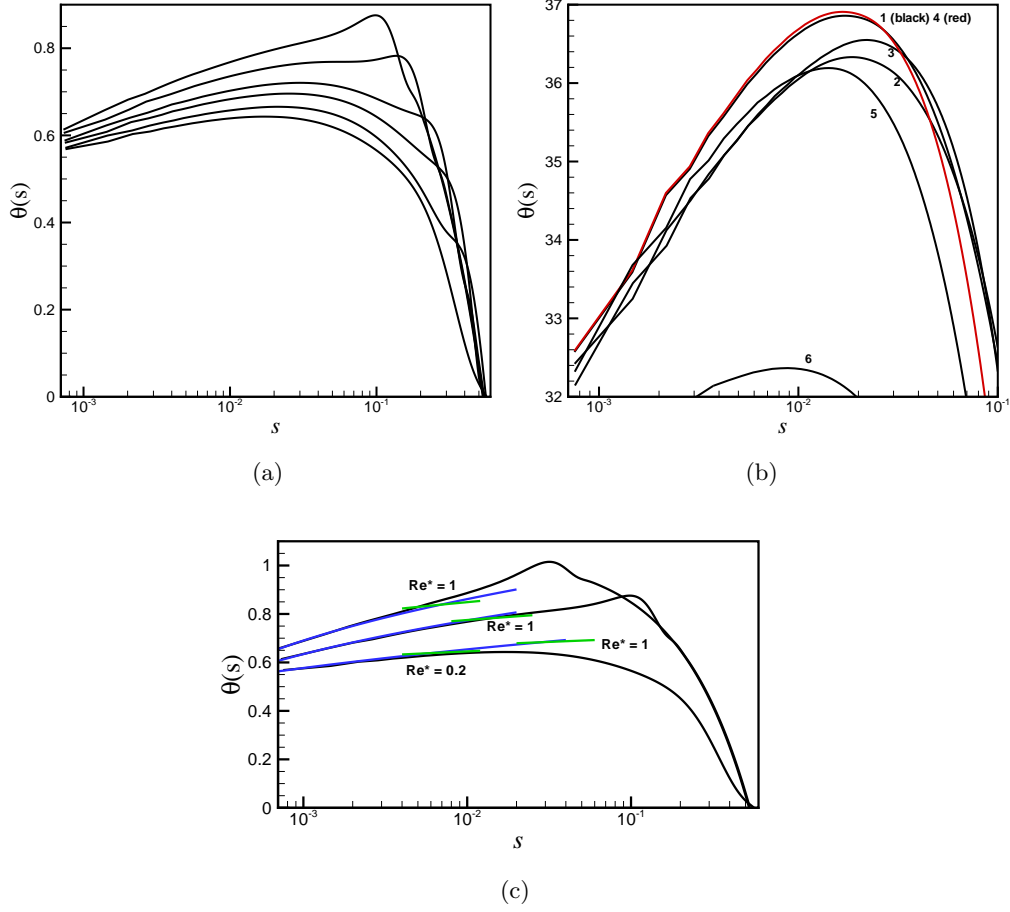 0.8
0.6
0.4
0.2
0
θ(s)
10-3
10-2
10-1
s
(a)
37
36
35
34
33
32
θ(s)
1 (black) 4 (red)
3
2
5
6
10-3
10-2
10-1
s
(b)
1
0.8
0.6
0.4
0.2
0
θ(s)
Re* = 1
Re* = 1
Re* = 1
Re* = 0.2
10-3
10-2
10-1
s
(c)